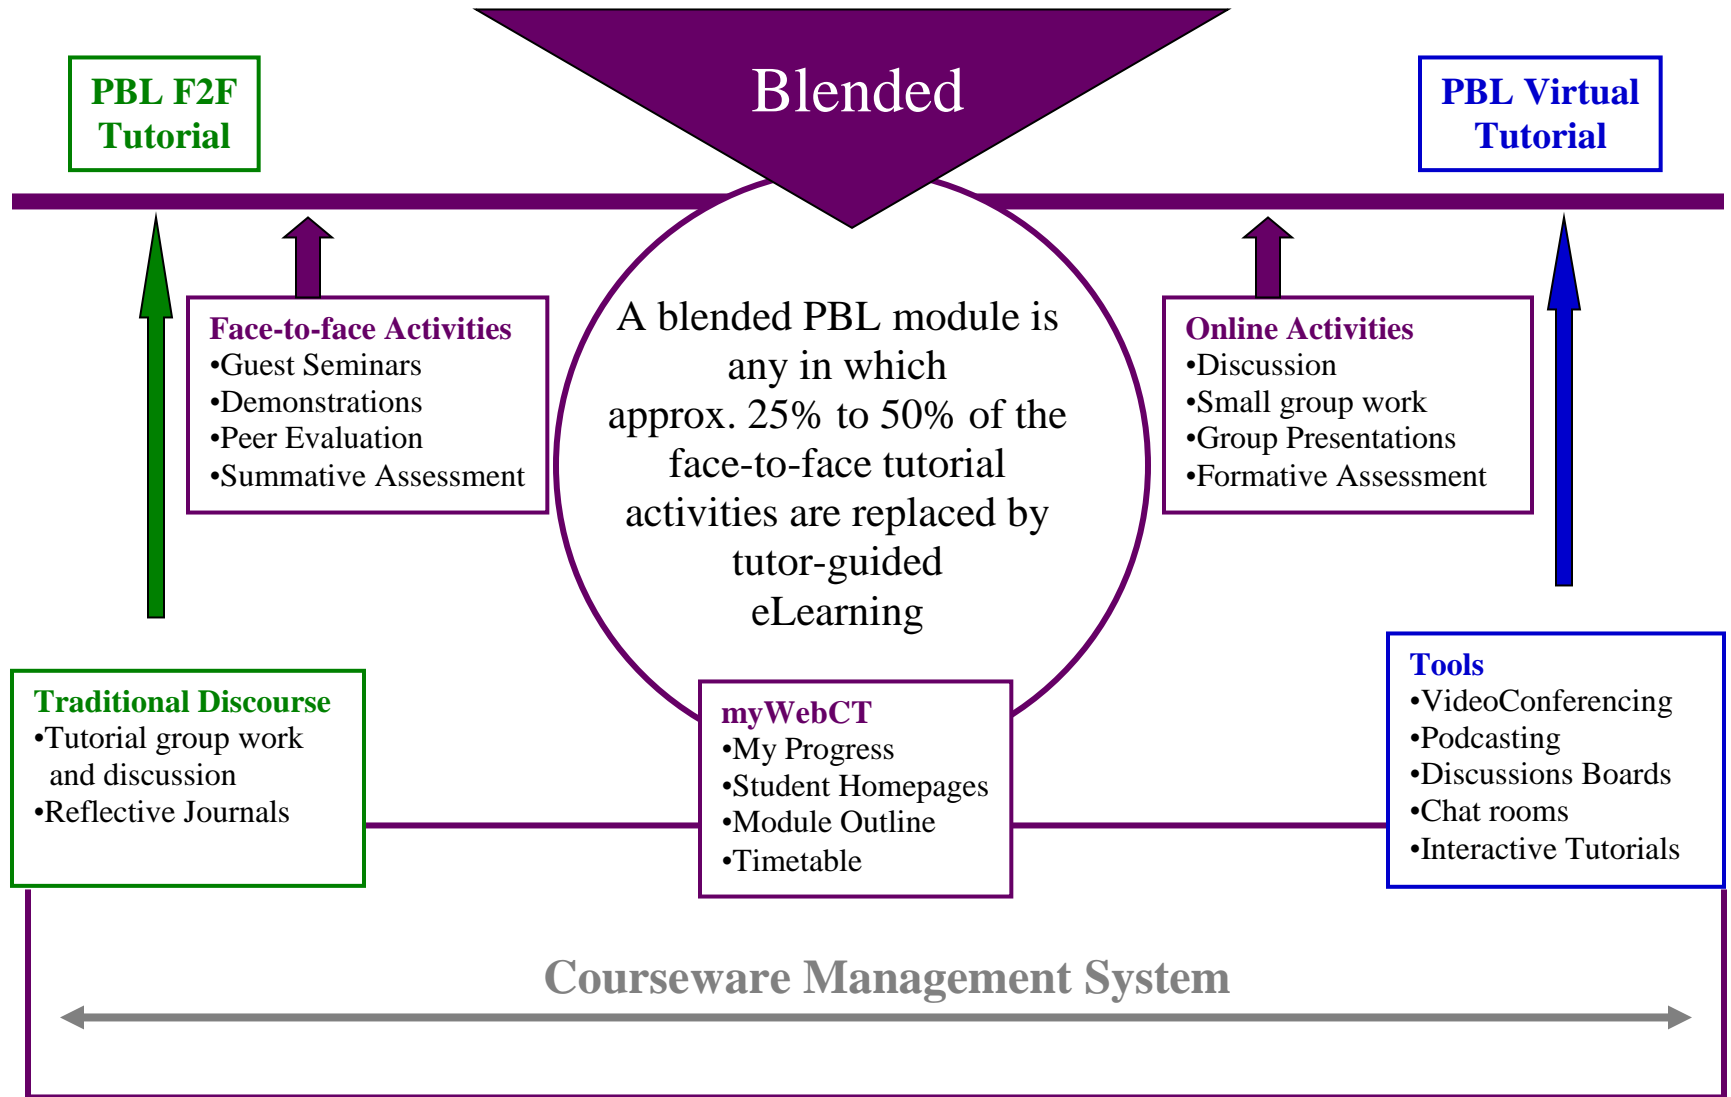 Blended
PBL F2F
Tutorial
PBL Virtual
Tutorial
Face-to-face Activities
•Guest Seminars
•Demonstrations
•Peer Evaluation
•Summative Assessment
A blended PBL module is
any in which
approx. 25% to 50% of the
face-to-face tutorial
activities are replaced by
tutor-guided
eLearning
Online Activities
•Discussion
•Small group work
•Group Presentations
•Formative Assessment
Traditional Discourse
•Tutorial group work
and discussion
•Reflective Journals
myWebCT
•My Progress
•Student Homepages
•Module Outline
•Timetable
Tools
•VideoConferencing
•Podcasting
•Discussions Boards
•Chat rooms
•Interactive Tutorials
Courseware Management System